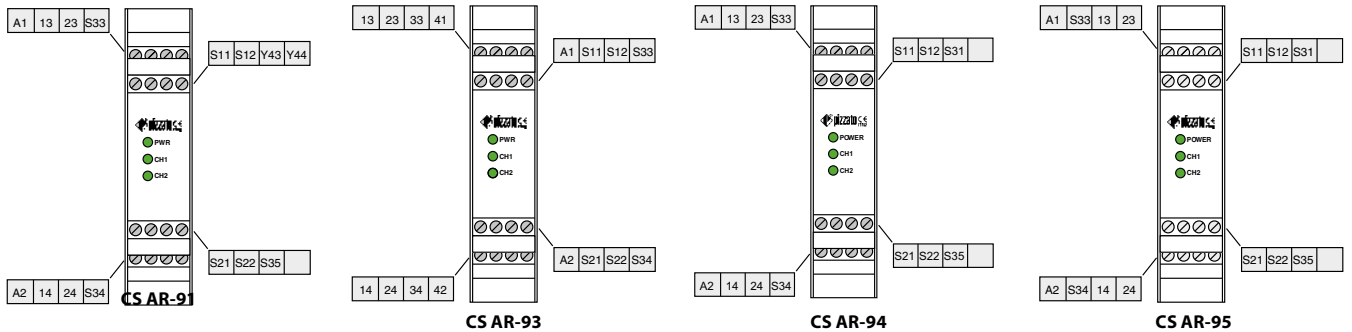 A1 13 23 S33
S11 S12 Y43 Y44
PWR
CH1
CH2
S21 S22 S35
A2 14 24 S34
CS AR-91
13 23 33 41
A1 S11 S12 S33
PWR
CH1
CH2
A2 S21 S22 S34
14 24 34 42
CS AR-93
A1 13 23 S33
S11 S12 S31
pizzato
POWER
CH1
CH2
S21 S22 S35
A2 14 24 S34
CS AR-94
A1 S33 13 23
S11 S12 S31
POWER
CH1
CH2
S21 S22 S35
A2 S34 14 24
CS AR-95